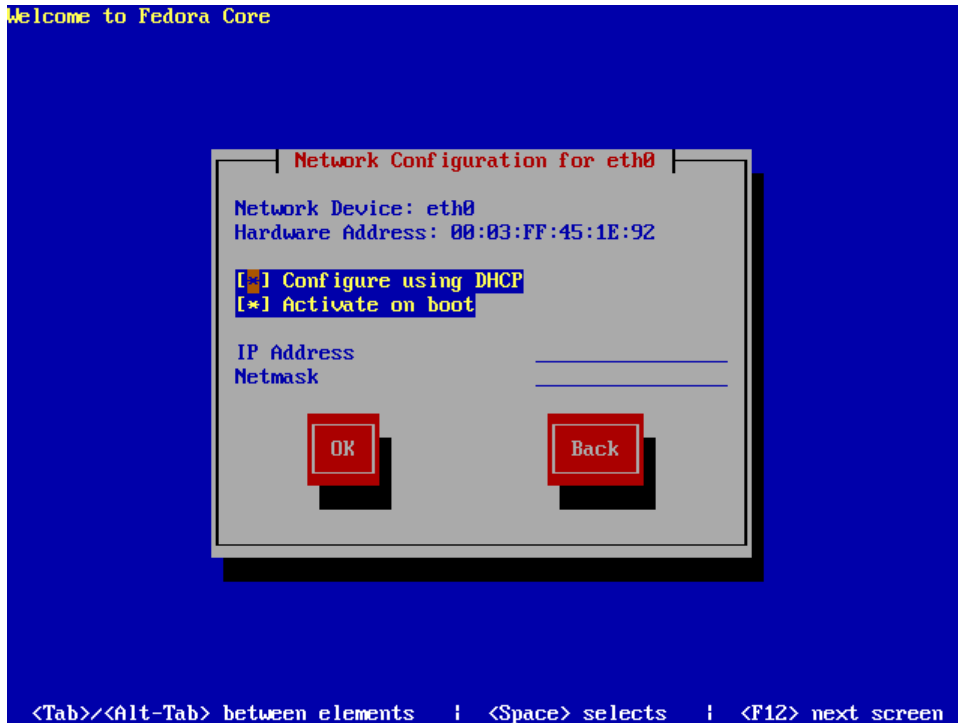 Welcome to Fedora Core
Network Configuration for eth0
Network Device: eth0
Hardware Address: 00:03:FF:45:1E:92
[*] Configure using DHCP
[*] Activate on boot
IP Address
Netmask
OK Back
<Tab>/<Alt-Tab> between elements | <Space> selects | <F12> next screen